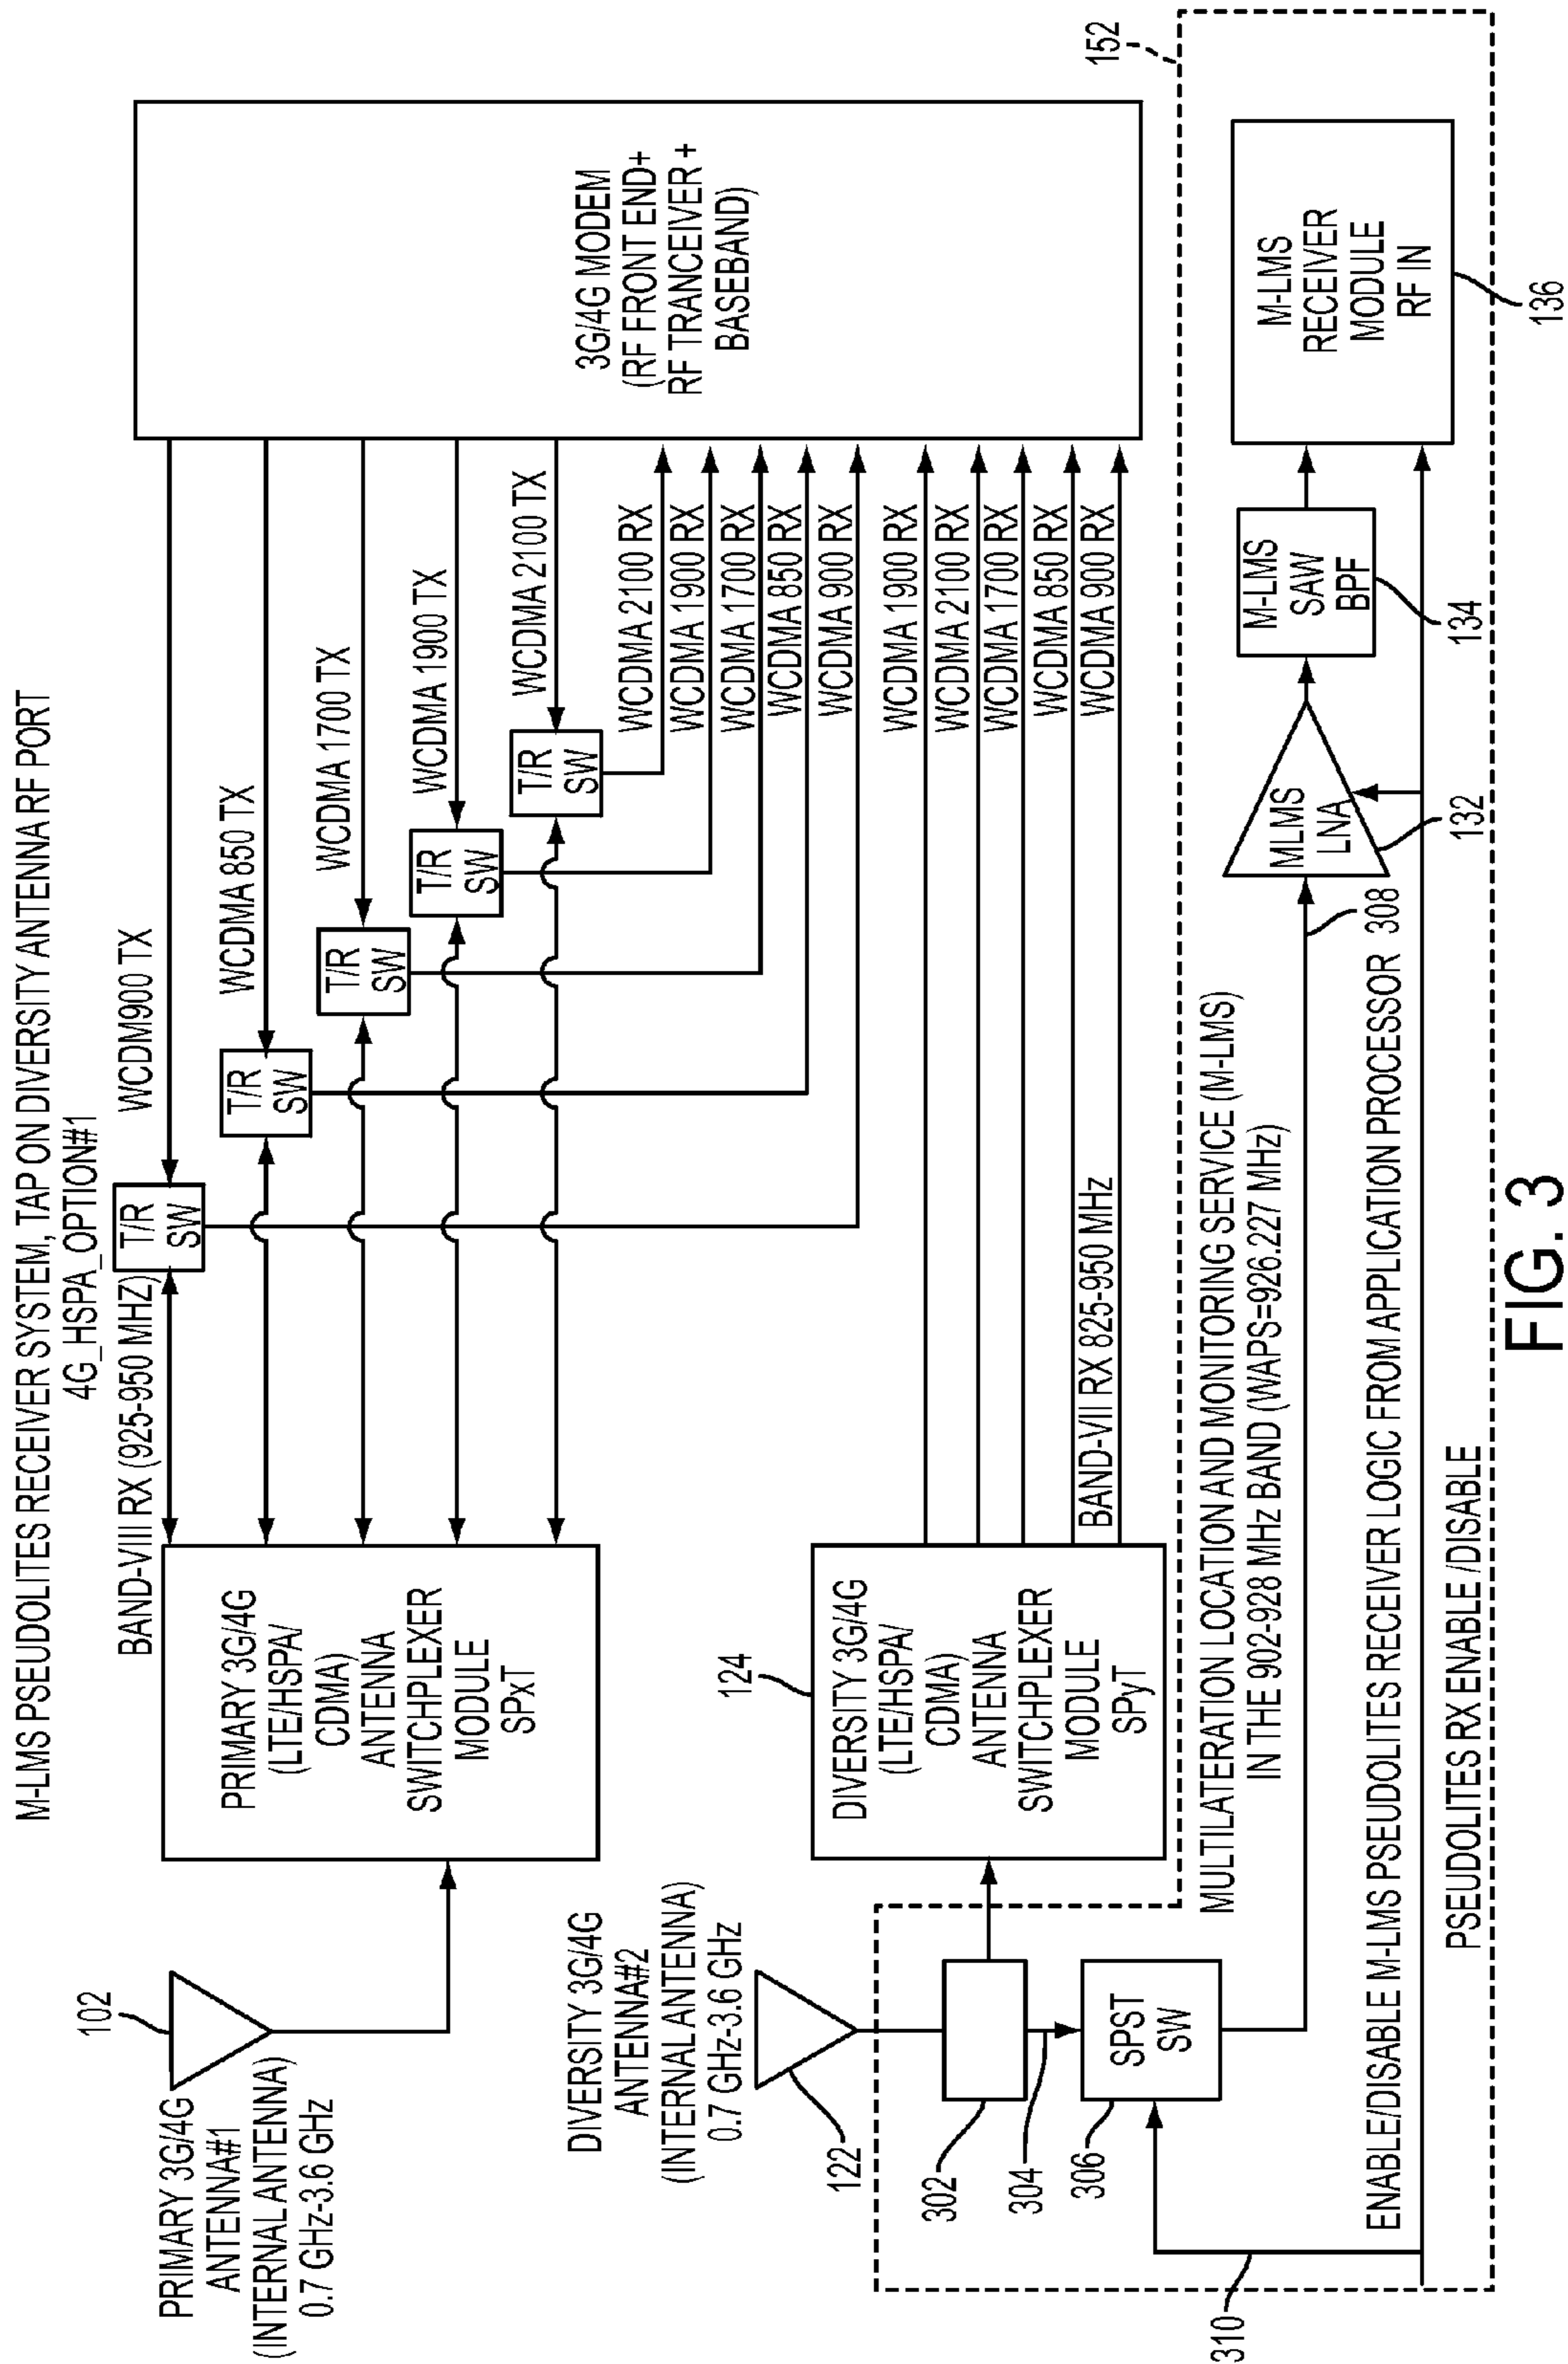 M-LMS PSEUDOLITES RECEIVER SYSTEM, TAP ON DIVERSITY ANTENNA RF PORT
4G_HSPA_OPTION#1
102
PRIMARY 3G/4G
ANTENNA#1
(INTERNAL ANTENNA)
0.7 GHz-3.6 GHz
BAND-VIII RX (925-950 MHZ)
PRIMARY 3G/4G
(LTE/HSPA/
CDMA)
ANTENNA
SWITCHPLEXER
MODULE
SPxT
T/R
SW
T/R
SW
T/R
SW
T/R
SW
T/R
SW
WCDM900 TX
WCDMA 850 TX
WCDMA 1700 TX
WCDMA 1900 TX
WCDMA 2100 TX
WCDMA 2100 RX
WCDMA 1900 RX
WCDMA 1700 RX
WCDMA 850 RX
WCDMA 900 RX
3G/4G MODEM
(RF FRONT END+
RF TRANCEIVER +
BASEBAND)
DIVERSITY 3G/4G
ANTENNA#2
(INTERNAL ANTENNA)
0.7 GHz-3.6 GHz
122
124
DIVERSITY 3G/4G
(LTE/HSPA/
CDMA)
ANTENNA
SWITCHPLEXER
MODULE
SPyT
WCDMA 1900 RX
WCDMA 2100 RX
WCDMA 1700 RX
WCDMA 850 RX
WCDMA 900 RX
BAND-VII RX 825-950 MHz
152
302
304
306
SPST
SW
310
MULTILATERATION LOCATION AND MONITORING SERVICE (M-LMS)
IN THE 902-928 MHz BAND (WAPS=926.227 MHz)
308
MLMS
LNA
132
M-LMS
SAW
BPF
134
M-LMS
RECEIVER
MODULE
RF IN
136
ENABLE/DISABLE M-LMS PSEUDOLITES RECEIVER LOGIC FROM APPLICATION PROCESSOR
PSEUDOLITES RX ENABLE /DISABLE
FIG. 3